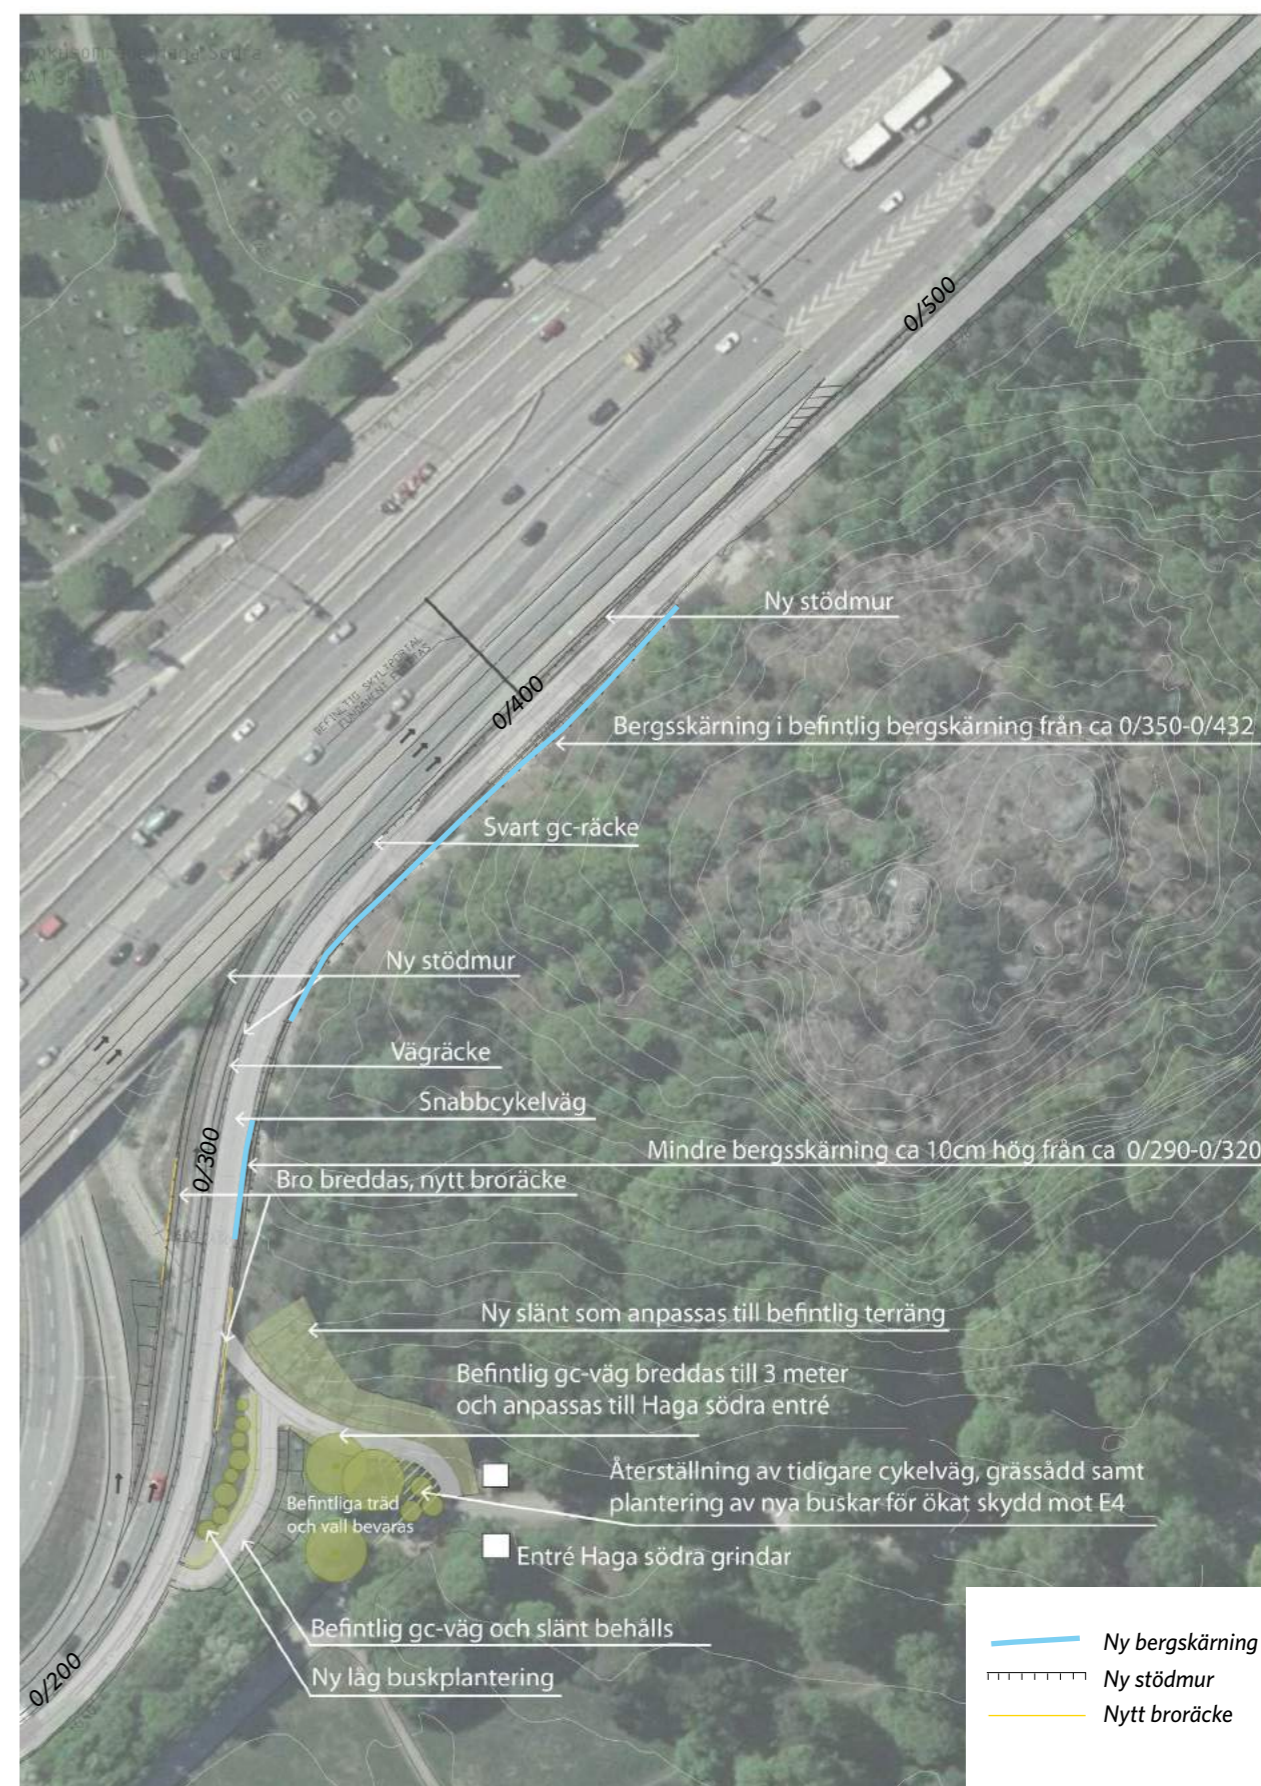 0/500
Ny stödmur
0/400
Bergsskärning i befintlig bergskärning från ca 0/350-0/432
Svart gc-räcke
Ny stödmur
Vägräcke
Snabbcykelväg
0/300
Mindre bergsskärning ca 10cm hög från ca 0/290-0/320
Bro breddas, nytt broräcke
Ny slänt som anpassas till befintlig terräng
Befintlig gc-väg breddas till 3 meter
och anpassas till Haga södra entré
Återställning av tidigare cykelväg, grässådd samt
plantering av nya buskar för ökat skydd mot E4
Befintliga träd
och vall bevaras
Entré Haga södra grindar
Befintlig gc-väg och slänt behålls
Ny låg buskplantering
0/200
Ny bergskärning
Ny stödmur
Nytt broräcke